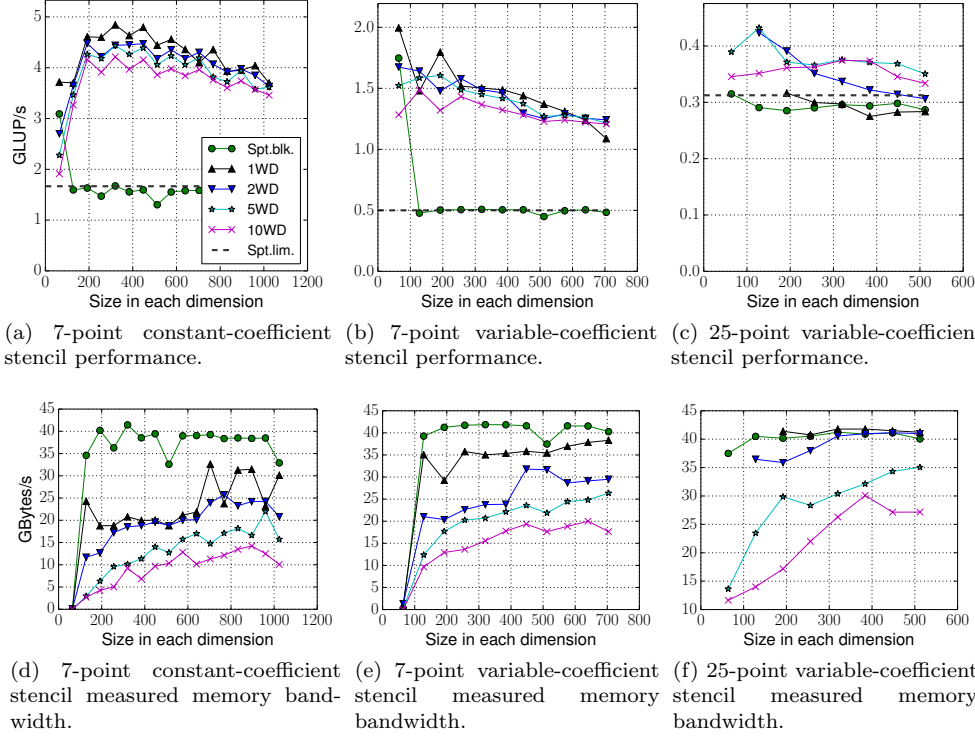 GLUP/s
5
4
3
2
1
0
0 200 400 600 800 1000 1200
Size in each dimension
Spt.blk.
1WD
2WD
5WD
10WD
Spt.lim.
2.0
1.5
1.0
0.5
0.0
0 100 200 300 400 500 600 700 800
Size in each dimension
0.4
0.3
0.2
0.1
0.0
0 100 200 300 400 500 600
Size in each dimension
(a) 7-point constant-coefficient
stencil performance.
(b) 7-point variable-coefficient
stencil performance.
(c) 25-point variable-coefficient
stencil performance.
GBytes/s
45
40
35
30
25
20
15
10
5
0
0 200 400 600 800 1000 1200
Size in each dimension
45
40
35
30
25
20
15
10
5
0
0 100 200 300 400 500 600 700 800
Size in each dimension
45
40
35
30
25
20
15
10
0 100 200 300 400 500 600
Size in each dimension
(d) 7-point constant-coefficient
stencil measured memory band-
width.
(e) 7-point variable-coefficient
stencil measured memory
bandwidth.
(f) 25-point variable-coefficient
stencil measured memory
bandwidth.